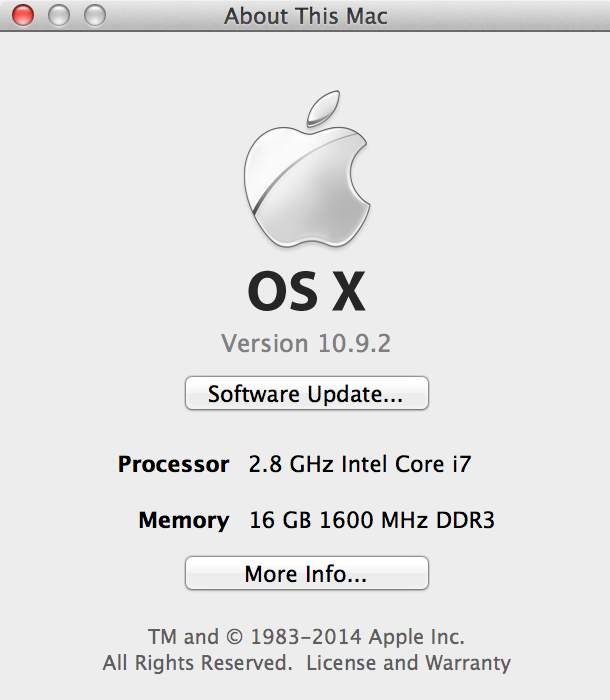 About This Mac
OS X
Version 10.9.2
Software Update...
Processor 2.8 GHz Intel Core i7
Memory 16 GB 1600 MHz DDR3
More Info...
TM and © 1983–2014 Apple Inc.
All Rights Reserved. License and Warranty